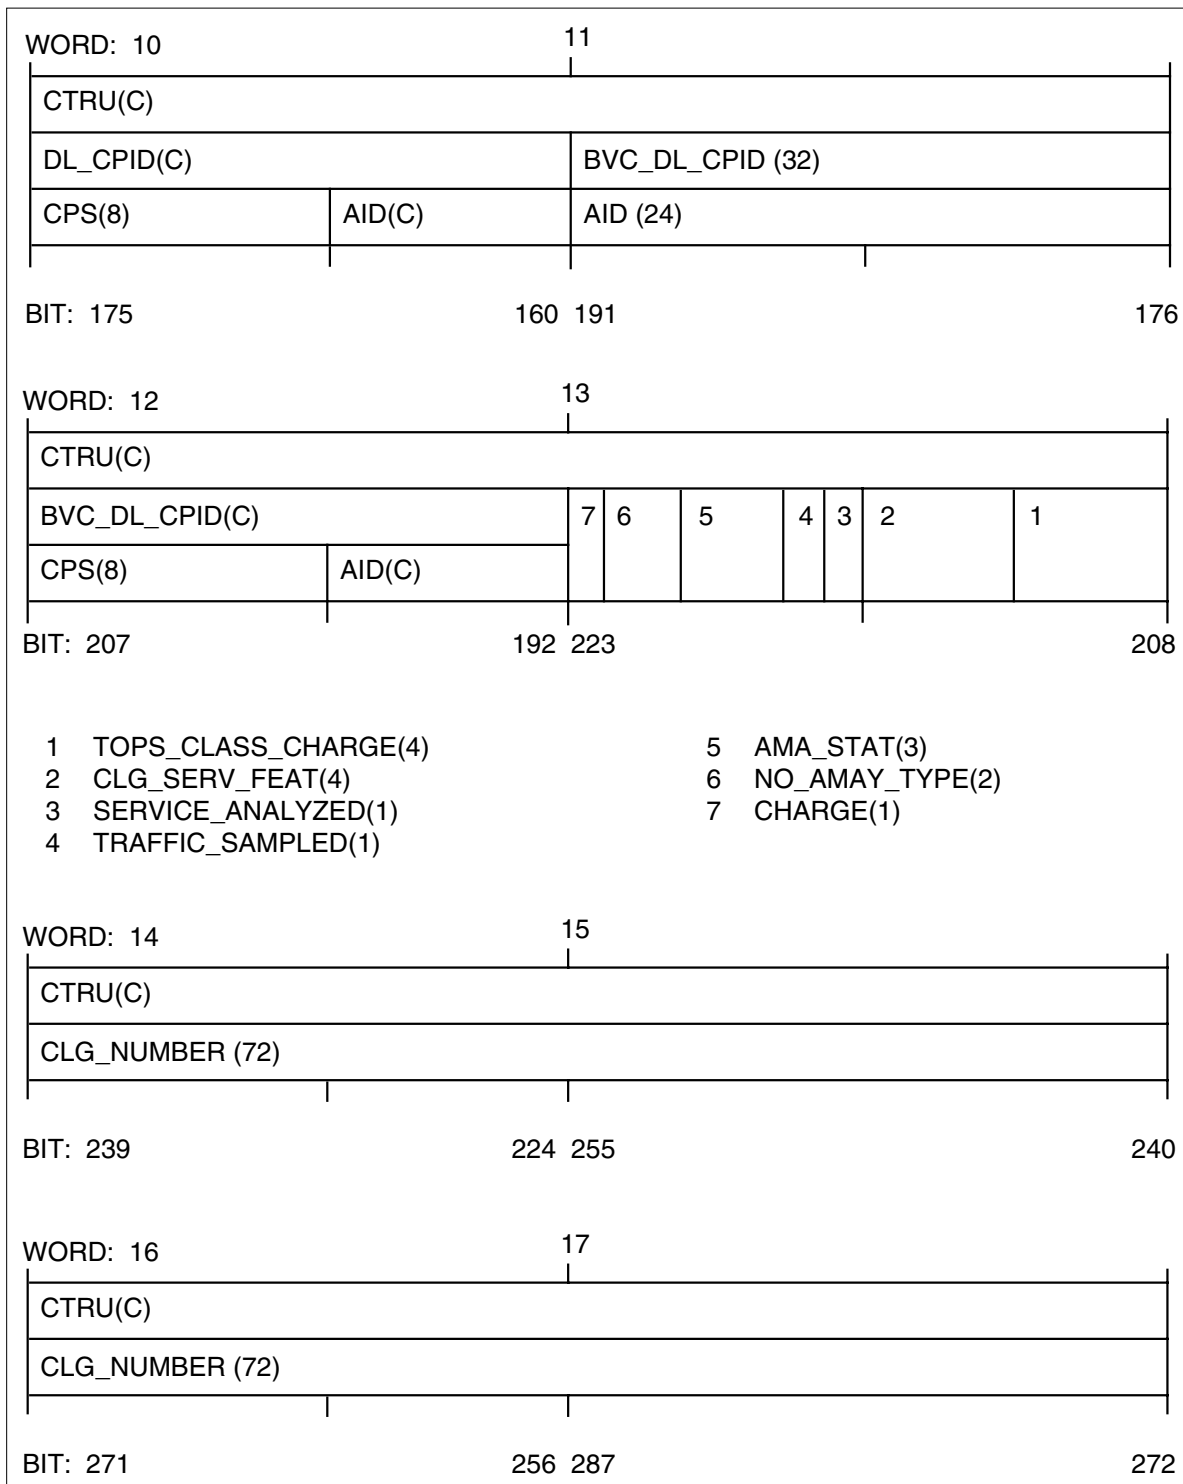 WORD: 10 11
CTRU(C)
DL_CPID(C) BVC_DL_CPID (32)
CPS(8) AID(C) AID (24)
BIT: 175 160 191 176
WORD: 12 13
CTRU(C)
BVC_DL_CPID(C) 7 6 5 4 3 2 1
CPS(8) AID(C)
BIT: 207 192 223 208
1 TOPS_CLASS_CHARGE(4) 5 AMA_STAT(3)
2 CLG_SERV_FEAT(4) 6 NO_AMAY_TYPE(2)
3 SERVICE_ANALYZED(1) 7 CHARGE(1)
4 TRAFFIC_SAMPLED(1)
WORD: 14 15
CTRU(C)
CLG_NUMBER (72)
BIT: 239 224 255 240
WORD: 16 17
CTRU(C)
CLG_NUMBER (72)
BIT: 271 256 287 272